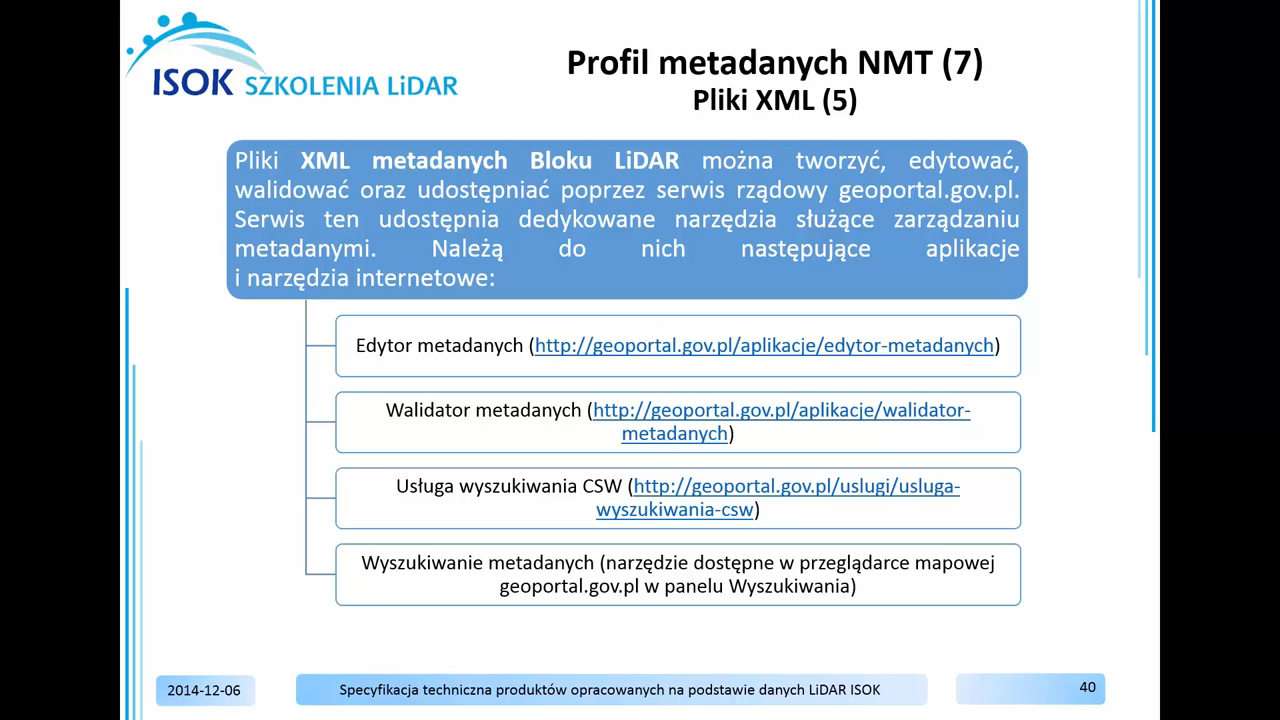 ISOK SZKOLENIA LiDAR
Profil metadanych NMT (7)
Pliki XML (5)
Pliki XML metadanych Bloku LiDAR można tworzyć, edytować,
walidować oraz udostępniać poprzez serwis rządowy geoportal.gov.pl.
Serwis ten udostępnia dedykowane narzędzia służące zarządzaniu
metadanymi. Należą do nich następujące aplikacje
i narzędzia internetowe:
Edytor metadanych (http://geoportal.gov.pl/aplikacje/edytor-metadanych)
Walidator metadanych (http://geoportal.gov.pl/aplikacje/walidator-
metadanych)
Usługa wyszukiwania CSW (http://geoportal.gov.pl/uslugi/usluga-
wyszukiwania-csw)
Wyszukiwanie metadanych (narzędzie dostępne w przeglądarce mapowej
geoportal.gov.pl w panelu Wyszukiwania)
2014-12-06
Specyfikacja techniczna produktów opracowanych na podstawie danych LiDAR ISOK
40